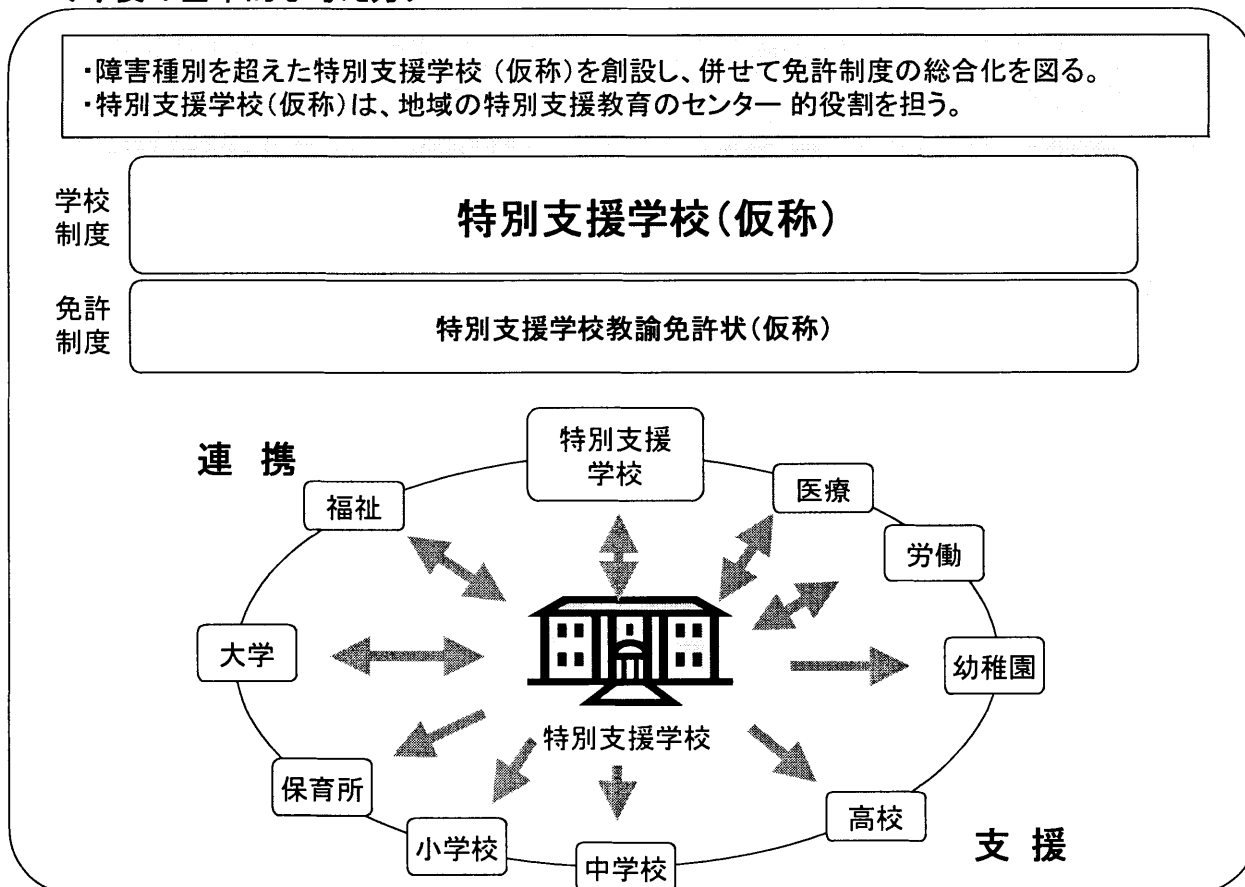 ・障害種別を超えた特別支援学校（仮称）を創設し、併せて免許制度の総合化を図る。
・特別支援学校（仮称）は、地域の特別支援教育のセンター的役割を担う。
学校
制度
特別支援学校（仮称）
免許
制度
特別支援学校教諭免許状（仮称）
連携
特別支援
学校
福祉
医療
労働
大学
幼稚園
特別支援学校
保育所
高校
小学校
中学校
支援